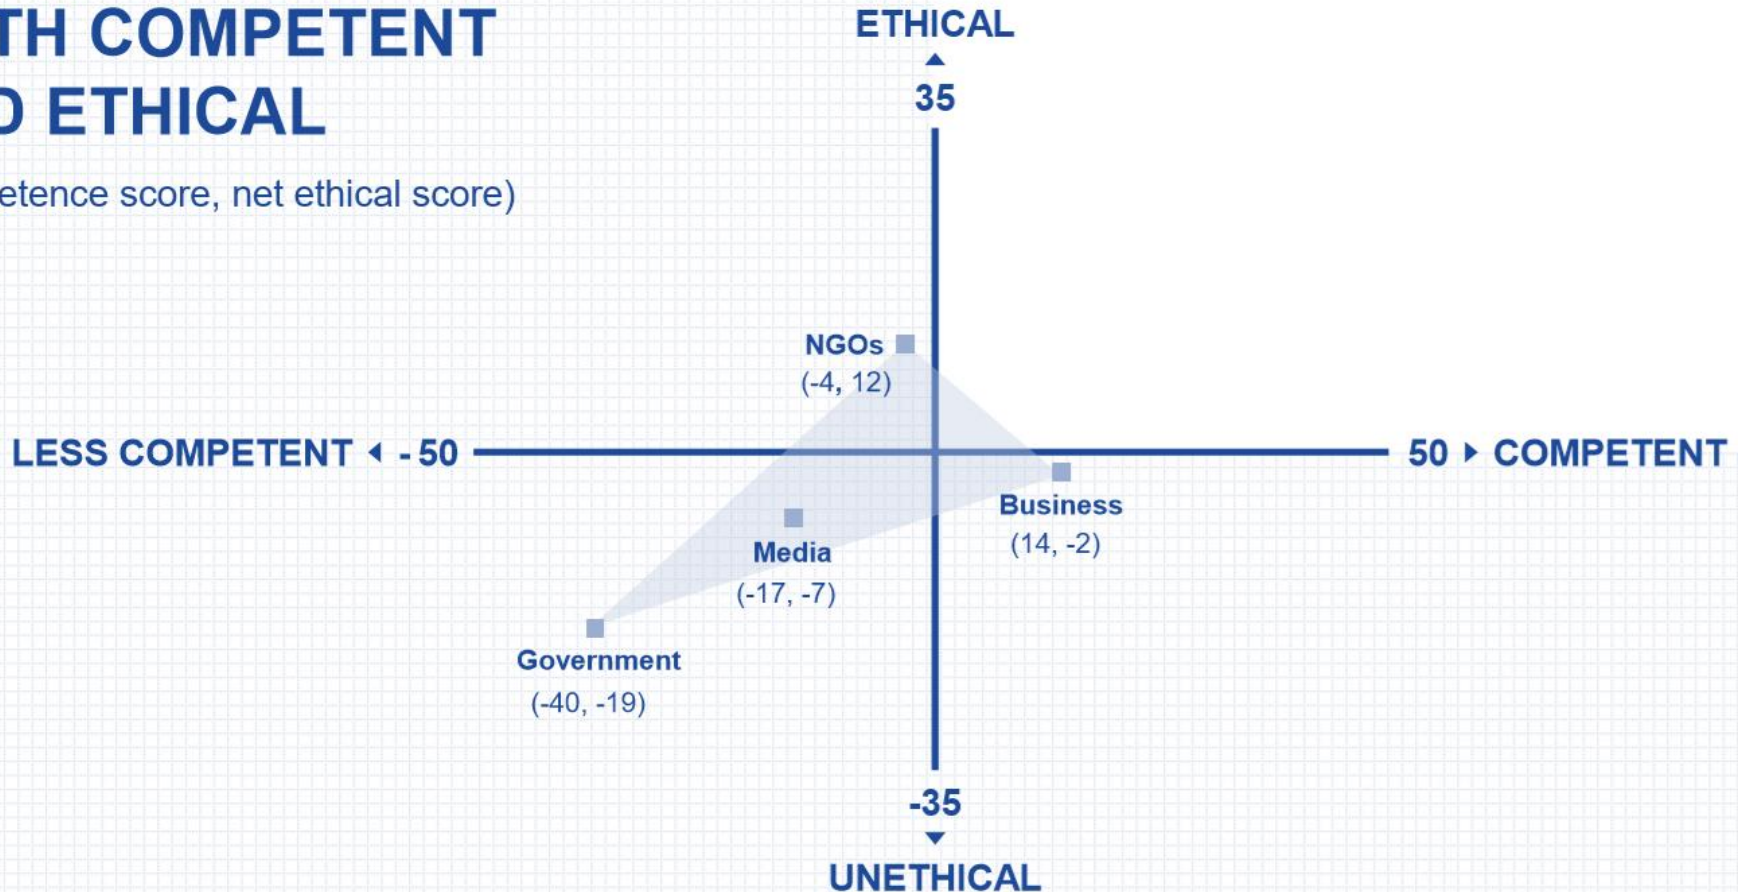 TH COMPETENT
D ETHICAL
etence score, net ethical score)
ETHICAL
35
NGOs
(-4, 12)
LESS COMPETENT ◂ - 50
50 ▸ COMPETENT
Business
(14, -2)
Media
(-17, -7)
Government
(-40, -19)
-35
UNETHICAL